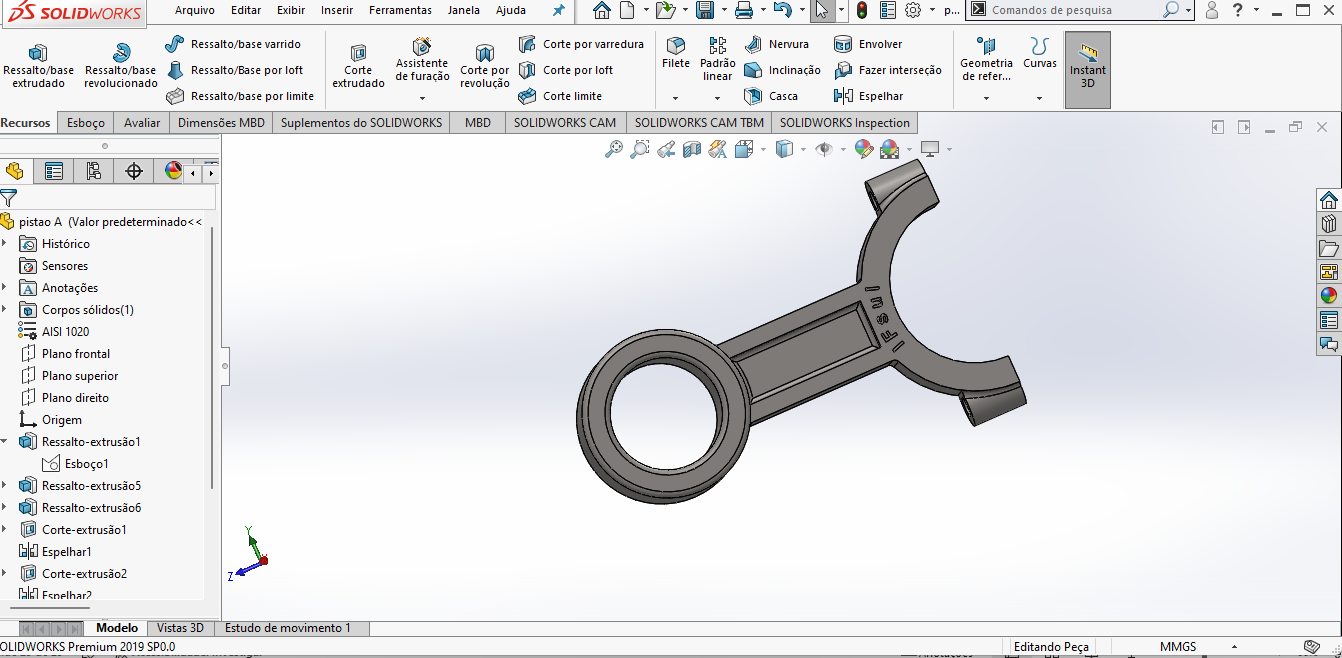 SOLIDWORKS
Arquivo Editar Exibir Inserir Ferramentas Janela Ajuda
p...
Comandos de pesquisa
?
Ressalto/base extrudado
Ressalto/base revolucionado
Ressalto/base varrido
Ressalto/base por loft
Ressalto/base por limite
Corte extrudado
Assistente de furação
Corte por revolução
Corte por varredura
Corte por loft
Corte limite
Filete
Padrão linear
Nervura
Inclinação
Casca
Envolver
Fazer interseção
Espelhar
Geometria de refer...
Curvas
Instant 3D
Recursos Esboço Avaliar Dimensões MBD Suplementos do SOLIDWORKS MBD SOLIDWORKS CAM SOLIDWORKS CAM TBM SOLIDWORKS Inspection
pistao A (Valor predeterminado<<
Histórico
Sensores
Anotações
Corpos sólidos(1)
AISI 1020
Plano frontal
Plano superior
Plano direito
Origem
Ressalto-extrusão1
Esboço1
Ressalto-extrusão5
Ressalto-extrusão6
Corte-extrusão1
Espelhar1
Corte-extrusão2
Espelhar2
Y
Z
Modelo Vistas 3D Estudo de movimento 1
OLIDWORKS Premium 2019 SP0.0
Editando Peça
MMGS